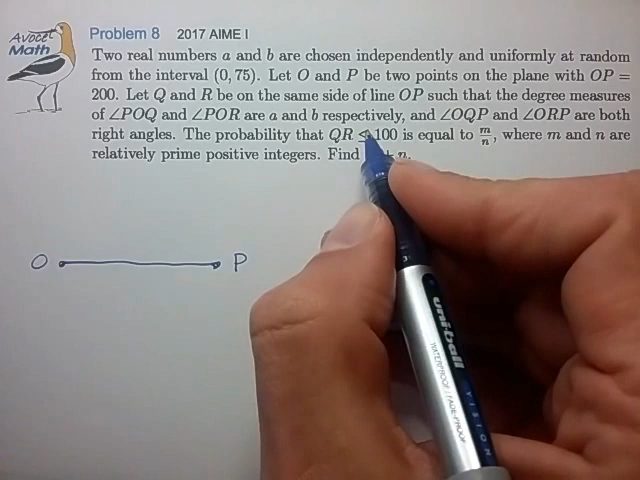 Avocet
Math
Problem 8 2017 AIME I
Two real numbers a and b are chosen independently and uniformly at random
from the interval (0, 75). Let O and P be two points on the plane with OP =
200. Let Q and R be on the same side of line OP such that the degree measures
of ∠POQ and ∠POR are a and b respectively, and ∠OQP and ∠ORP are both
right angles. The probability that QR ≤ 100 is equal to m/n, where m and n are
relatively prime positive integers. Find + n.
O P
uni-ball VISION
WATERPROOF / FADE-PROOF